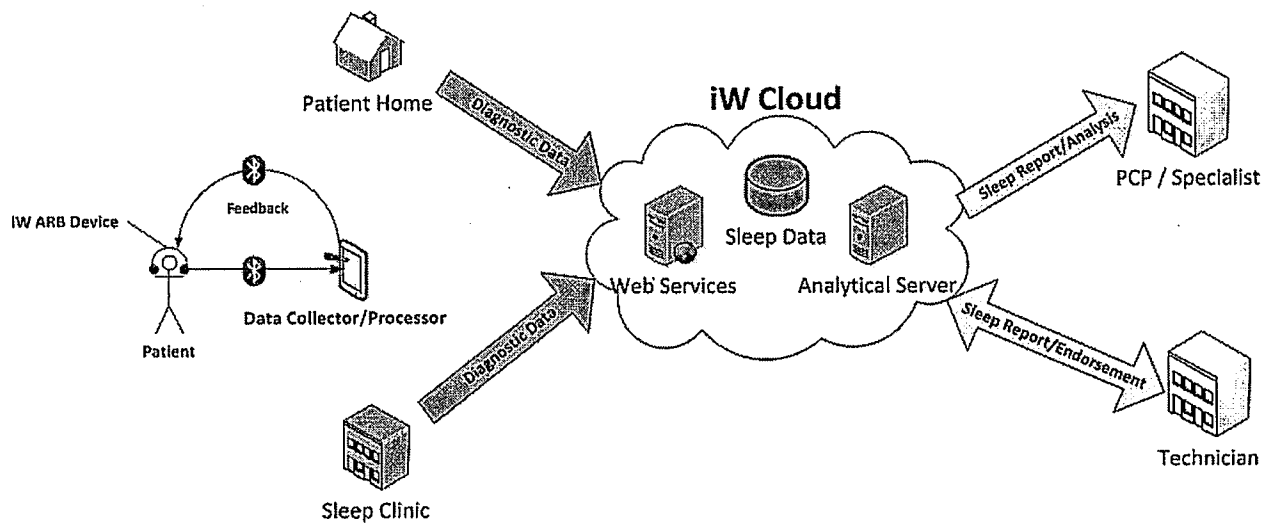 Patient Home
Diagnostic Data
iW Cloud
Sleep Report/Analysis
PCP / Specialist
Feedback
iW ARB Device
Sleep Data
Web Services
Analytical Server
Data Collector/Processor
Patient
Diagnostic Data
Sleep Report/Endorsement
Sleep Clinic
Technician